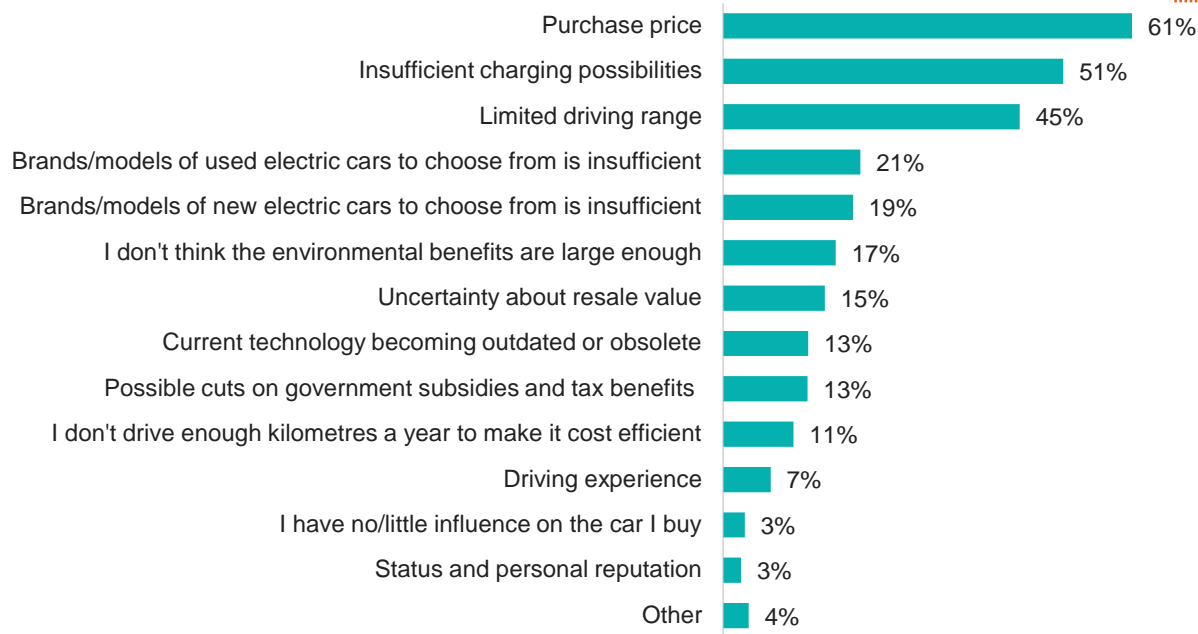 Purchase price 61%
Insufficient charging possibilities 51%
Limited driving range 45%
Brands/models of used electric cars to choose from is insufficient 21%
Brands/models of new electric cars to choose from is insufficient 19%
I don't think the environmental benefits are large enough 17%
Uncertainty about resale value 15%
Current technology becoming outdated or obsolete 13%
Possible cuts on government subsidies and tax benefits 13%
I don't drive enough kilometres a year to make it cost efficient 11%
Driving experience 7%
I have no/little influence on the car I buy 3%
Status and personal reputation 3%
Other 4%